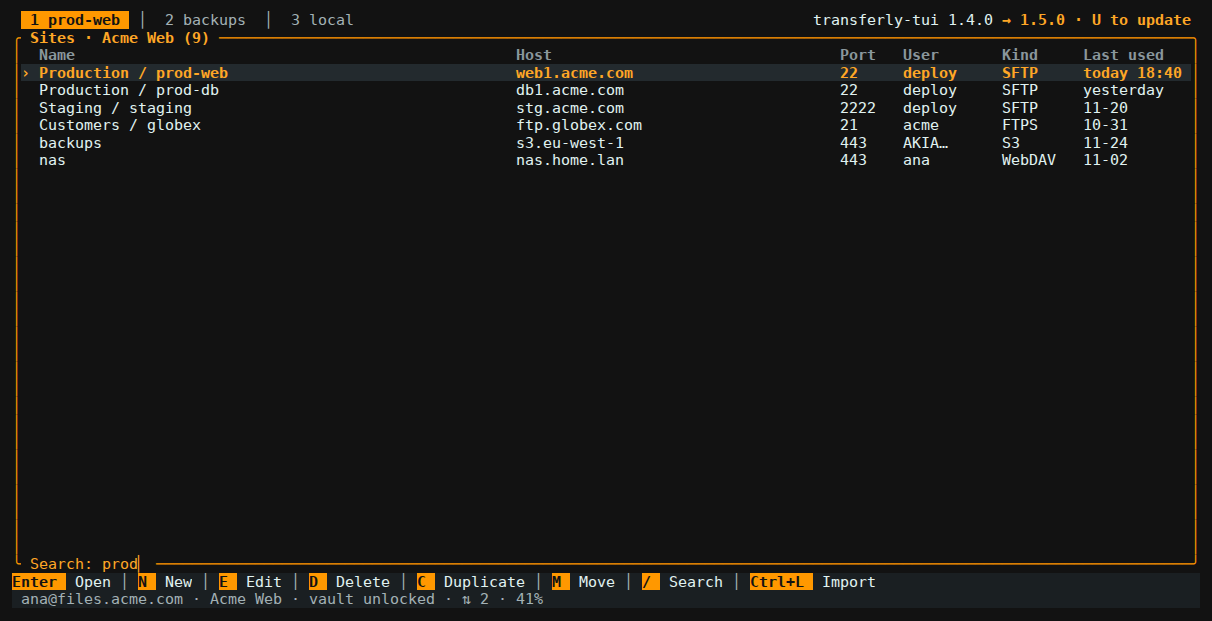 1 prod-web │ 2 backups │ 3 local transferly-tui 1.4.0 → 1.5.0 · U to update
Sites · Acme Web (9)
Name Host Port User Kind Last used
› Production / prod-web web1.acme.com 22 deploy SFTP today 18:40
Production / prod-db db1.acme.com 22 deploy SFTP yesterday
Staging / staging stg.acme.com 2222 deploy SFTP 11-20
Customers / globex ftp.globex.com 21 acme FTPS 10-31
backups s3.eu-west-1 443 AKIA… S3 11-24
nas nas.home.lan 443 ana WebDAV 11-02
Search: prod
Enter Open │ N New │ E Edit │ D Delete │ C Duplicate │ M Move │ / Search │ Ctrl+L Import
ana@files.acme.com · Acme Web · vault unlocked · ⇅ 2 · 41%